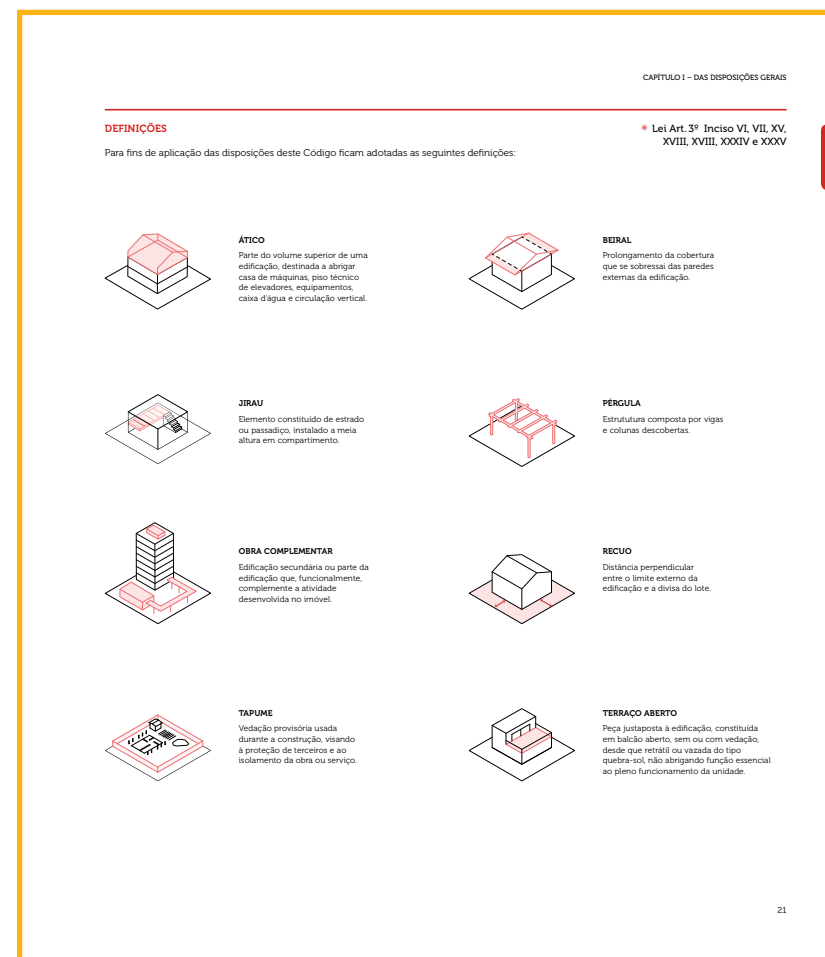 CAPÍTULO I – DAS DISPOSIÇÕES GERAIS
DEFINIÇÕES
* Lei Art. 3º Inciso VI, VII, XV,
XVIII, XVIII, XXXIV e XXXV
Para fins de aplicação das disposições deste Código ficam adotadas as seguintes definições:
ÁTICO
Parte do volume superior de uma
edificação, destinada a abrigar
casa de máquinas, piso técnico
de elevadores, equipamentos,
caixa d'água e circulação vertical.
BEIRAL
Prolongamento da cobertura
que se sobressai das paredes
externas da edificação.
JIRAU
Elemento constituído de estrado
ou passadiço, instalado a meia
altura em compartimento.
PÉRGULA
Estrututura composta por vigas
e colunas descobertas.
OBRA COMPLEMENTAR
Edificação secundária ou parte da
edificação que, funcionalmente,
complemente a atividade
desenvolvida no imóvel.
RECUO
Distância perpendicular
entre o limite externo da
edificação e a divisa do lote.
TAPUME
Vedação provisória usada
durante a construção, visando
à proteção de terceiros e ao
isolamento da obra ou serviço.
TERRAÇO ABERTO
Peça justaposta à edificação, constituída
em balcão aberto, sem ou com vedação,
desde que retrátil ou vazada do tipo
quebra-sol, não abrigando função essencial
ao pleno funcionamento da unidade.
21